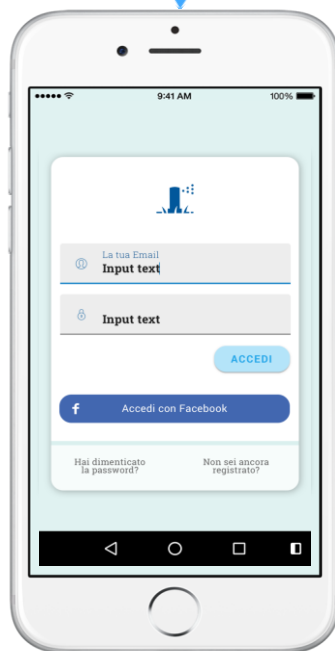 9:41 AM
100%
La tua Email
Input text
Input text
ACCEDI
f
Accedi con Facebook
Hai dimenticato
la password?
Non sei ancora
registrato?